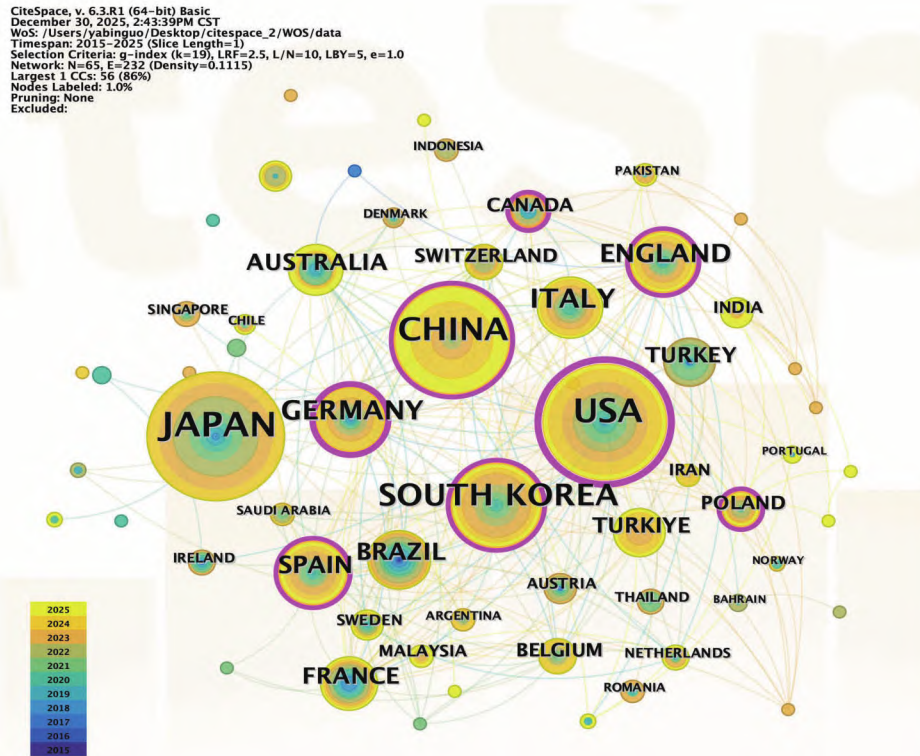 CiteSpace, v. 6.3.R1 (64-bit) Basic
December 30, 2025, 2:43:39PM CST
WoS: /Users/yabinguo/Desktop/citespace_2/WOS/data
Timespan: 2015-2025 (Slice Length=1)
Selection Criteria: g-index (k=19), LRF=2.5, L/N=10, LBY=5, e=1.0
Network: N=65, E=232 (Density=0.1115)
Largest 1 CCs: 56 (86%)
Nodes Labeled: 1.0%
Pruning: None
Excluded:
INDONESIA
PAKISTAN
CANADA
DENMARK
ENGLAND
SWITZERLAND
AUSTRALIA
ITALY
SINGAPORE
INDIA
CHILE
CHINA
TURKEY
GERMANY
USA
JAPAN
PORTUGAL
IRAN
SOUTH KOREA
POLAND
SAUDI ARABIA
TURKIYE
BRAZIL
IRELAND
SPAIN
NORWAY
AUSTRIA
THAILAND
BAHRAIN
ARGENTINA
SWEDEN
MALAYSIA
BELGIUM
NETHERLANDS
FRANCE
ROMANIA
2025
2024
2023
2022
2021
2020
2019
2018
2017
2016
2015